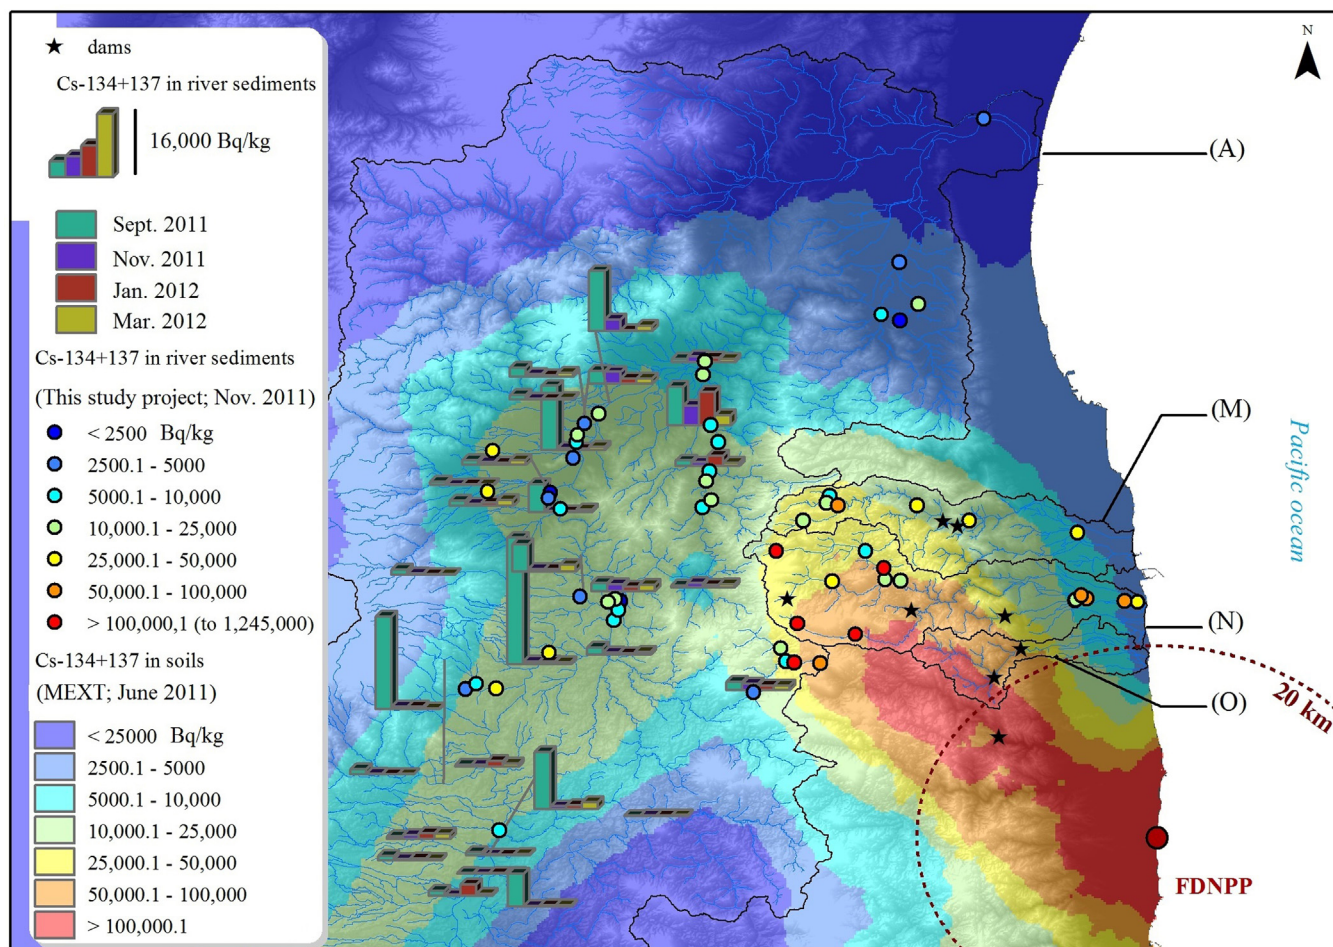 dams
Cs-134+137 in river sediments
16,000 Bq/kg
Sept. 2011
Nov. 2011
Jan. 2012
Mar. 2012
Cs-134+137 in river sediments
(This study project; Nov. 2011)
< 2500 Bq/kg
2500.1 - 5000
5000.1 - 10,000
10,000.1 - 25,000
25,000.1 - 50,000
50,000.1 - 100,000
> 100,000,1 (to 1,245,000)
Cs-134+137 in soils
(MEXT; June 2011)
< 25000 Bq/kg
2500.1 - 5000
5000.1 - 10,000
10,000.1 - 25,000
25,000.1 - 50,000
50,000.1 - 100,000
> 100,000.1
N
(A)
(M)
Pacific ocean
(N)
(O)
20 km
FDNPP